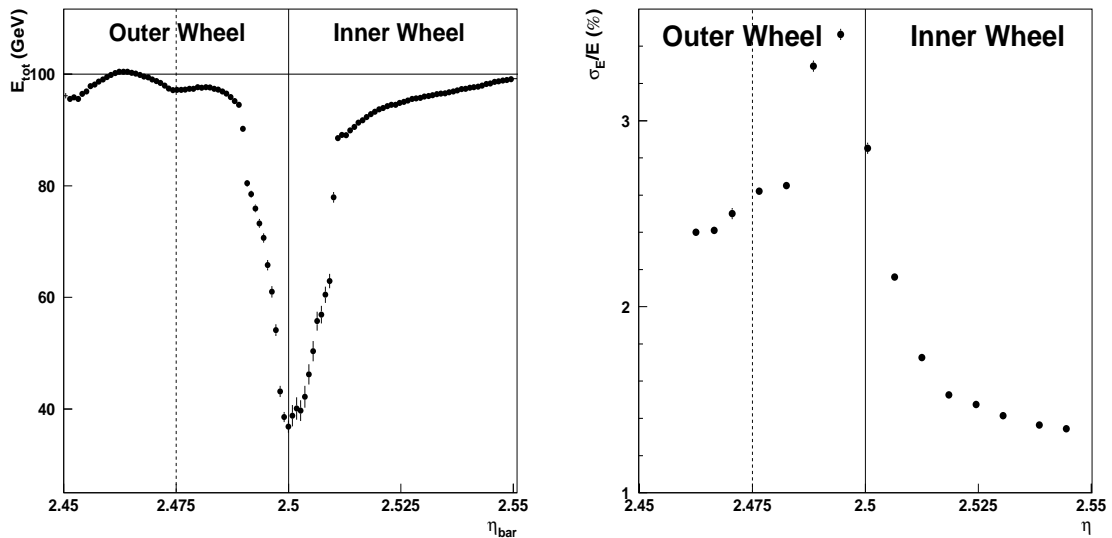 Outer Wheel
Inner Wheel
E_tot (GeV)
100
80
60
40
2.45
2.475
2.5
2.525
2.55
η_bar
Outer Wheel
Inner Wheel
σ_E/E (%)
3
2
1
2.45
2.475
2.5
2.525
2.55
η